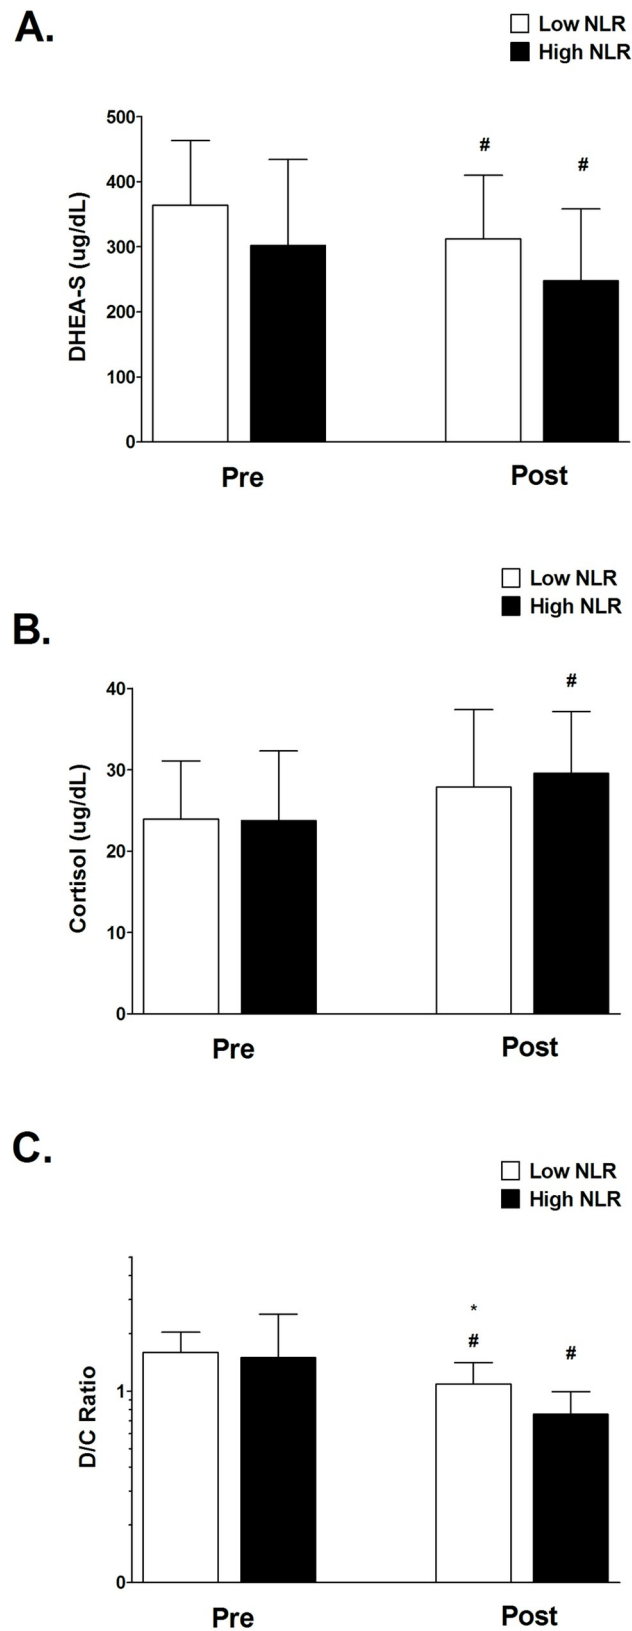 A.
Low NLR
High NLR
500
400
300
200
100
0
DHEA-S (ug/dL)
#
#
Pre
Post
B.
Low NLR
High NLR
40
30
20
10
0
Cortisol (ug/dL)
#
Pre
Post
C.
Low NLR
High NLR
1
0
D/C Ratio
*
#
#
Pre
Post